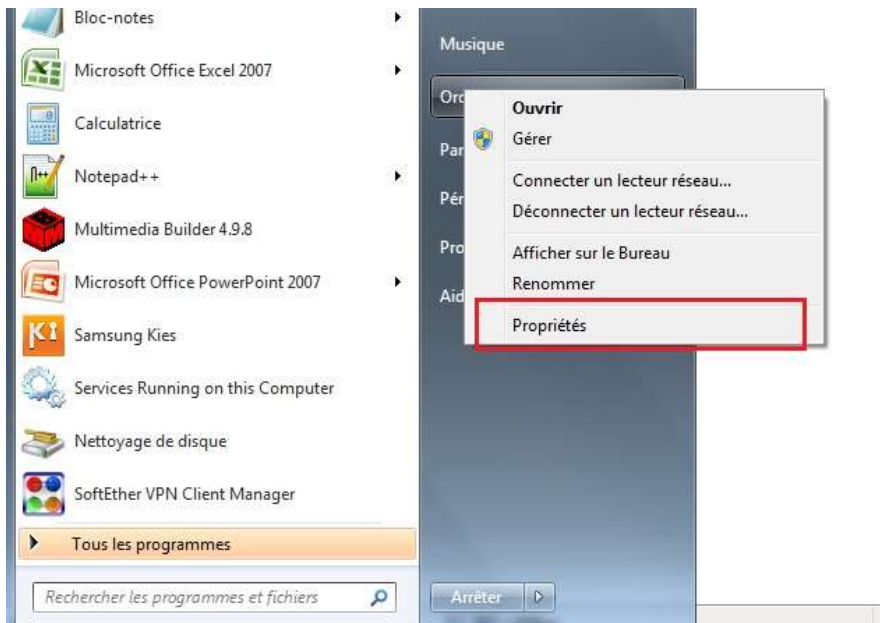 Bloc-notes
Microsoft Office Excel 2007
Calculatrice
Notepad++
Multimedia Builder 4.9.8
Microsoft Office PowerPoint 2007
Samsung Kies
Services Running on this Computer
Nettoyage de disque
SoftEther VPN Client Manager
Tous les programmes
Rechercher les programmes et fichiers
Musique
Ouvrir
Gérer
Connecter un lecteur réseau...
Déconnecter un lecteur réseau...
Afficher sur le Bureau
Renommer
Propriétés
Arrêter